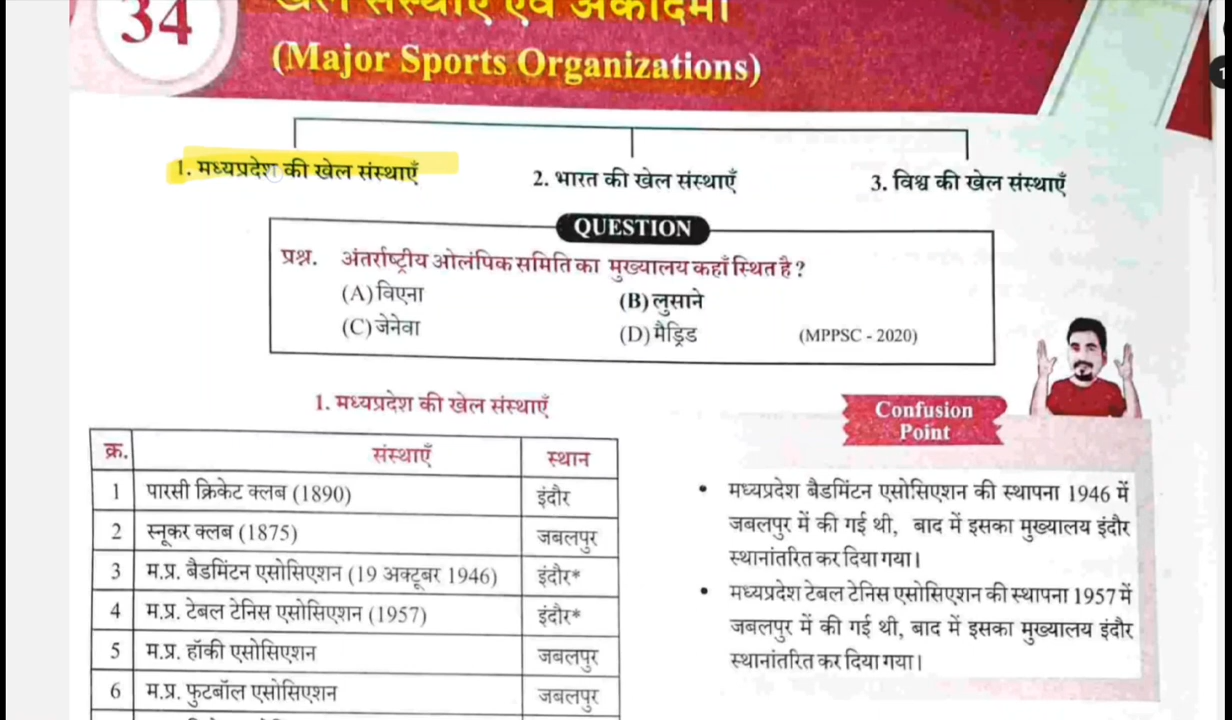 34
खेल संस्थाएँ एवं अकादमी
(Major Sports Organizations)
1. मध्यप्रदेश की खेल संस्थाएँ
2. भारत की खेल संस्थाएँ
3. विश्व की खेल संस्थाएँ
QUESTION
प्रश्न. अंतर्राष्ट्रीय ओलंपिक समिति का मुख्यालय कहाँ स्थित है?
(A) विएना (B) लुसाने
(C) जेनेवा (D) मैड्रिड (MPPSC - 2020)
1. मध्यप्रदेश की खेल संस्थाएँ
क्र. संस्थाएँ स्थान
1 पारसी क्रिकेट क्लब (1890) इंदौर
2 स्नूकर क्लब (1875) जबलपुर
3 म.प्र. बैडमिंटन एसोसिएशन (19 अक्टूबर 1946) इंदौर*
4 म.प्र. टेबल टेनिस एसोसिएशन (1957) इंदौर*
5 म.प्र. हॉकी एसोसिएशन जबलपुर
6 म.प्र. फुटबॉल एसोसिएशन जबलपुर
Confusion
Point
• मध्यप्रदेश बैडमिंटन एसोसिएशन की स्थापना 1946 में
जबलपुर में की गई थी, बाद में इसका मुख्यालय इंदौर
स्थानांतरित कर दिया गया।
• मध्यप्रदेश टेबल टेनिस एसोसिएशन की स्थापना 1957 में
जबलपुर में की गई थी, बाद में इसका मुख्यालय इंदौर
स्थानांतरित कर दिया गया।